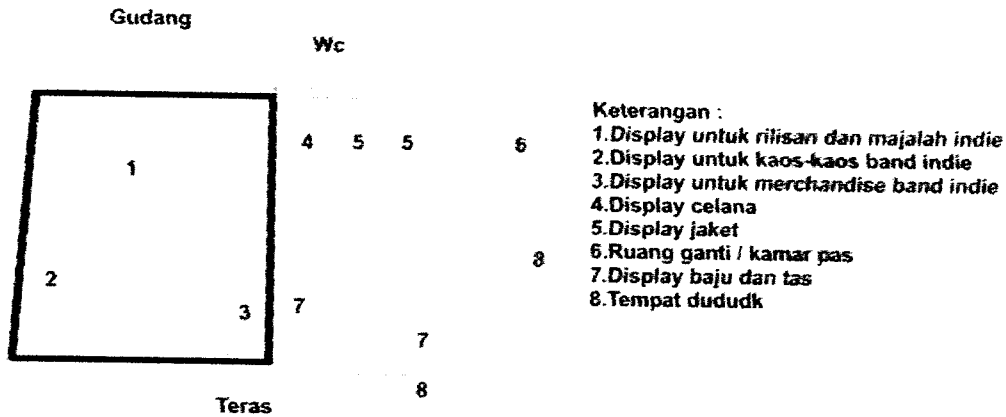 Gudang
Wc
Keterangan :
1.Display untuk rilisan dan majalah indie
2.Display untuk kaos-kaos band indie
3.Display untuk merchandise band indie
4.Display celana
5.Display jaket
6.Ruang ganti / kamar pas
7.Display baju dan tas
8.Tempat dududk
4 5 5 6
1
8
2
3 7
7
8
Teras